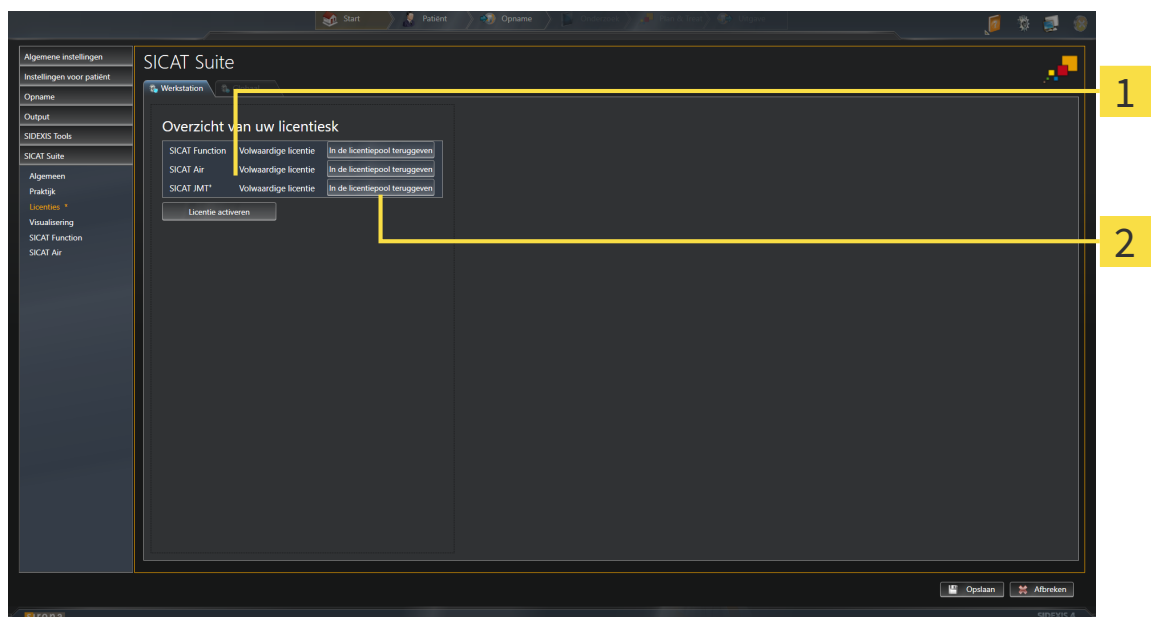 Start
Patiënt
Opname
Algemene instellingen
Instellingen voor patiënt
Opname
Output
SIDEXIS Tools
SICAT Suite
Algemeen
Praktijk
Licenties *
Visualisering
SICAT Function
SICAT Air
SICAT Suite
Werkstation
Overzicht van uw licentiesk
SICAT Function Volwaardige licentie In de licentiepool teruggeven
SICAT Air Volwaardige licentie In de licentiepool teruggeven
SICAT JMT⁺ Volwaardige licentie In de licentiepool teruggeven
Licentie activeren
1
2
Opslaan
Afbreken
SIDEXIS 4